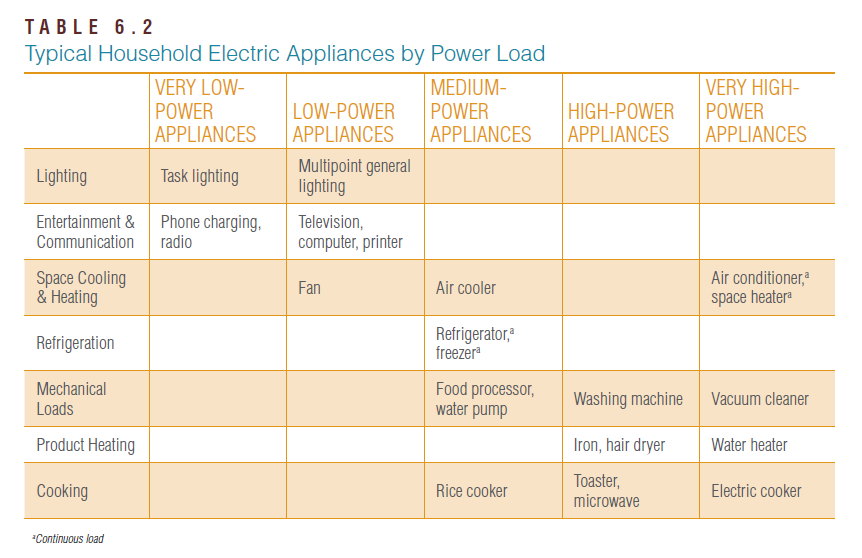 TABLE 6.2
Typical Household Electric Appliances by Power Load
VERY LOW-
POWER
APPLIANCES
LOW-POWER
APPLIANCES
MEDIUM-
POWER
APPLIANCES
HIGH-POWER
APPLIANCES
VERY HIGH-
POWER
APPLIANCES
Lighting
Task lighting
Multipoint general
lighting
Entertainment &
Communication
Phone charging,
radio
Television,
computer, printer
Space Cooling
& Heating
Fan
Air cooler
Air conditioner,ᵃ
space heaterᵃ
Refrigeration
Refrigerator,ᵃ
freezerᵃ
Mechanical
Loads
Food processor,
water pump
Washing machine
Vacuum cleaner
Product Heating
Iron, hair dryer
Water heater
Cooking
Rice cooker
Toaster,
microwave
Electric cooker
ᵃContinuous load